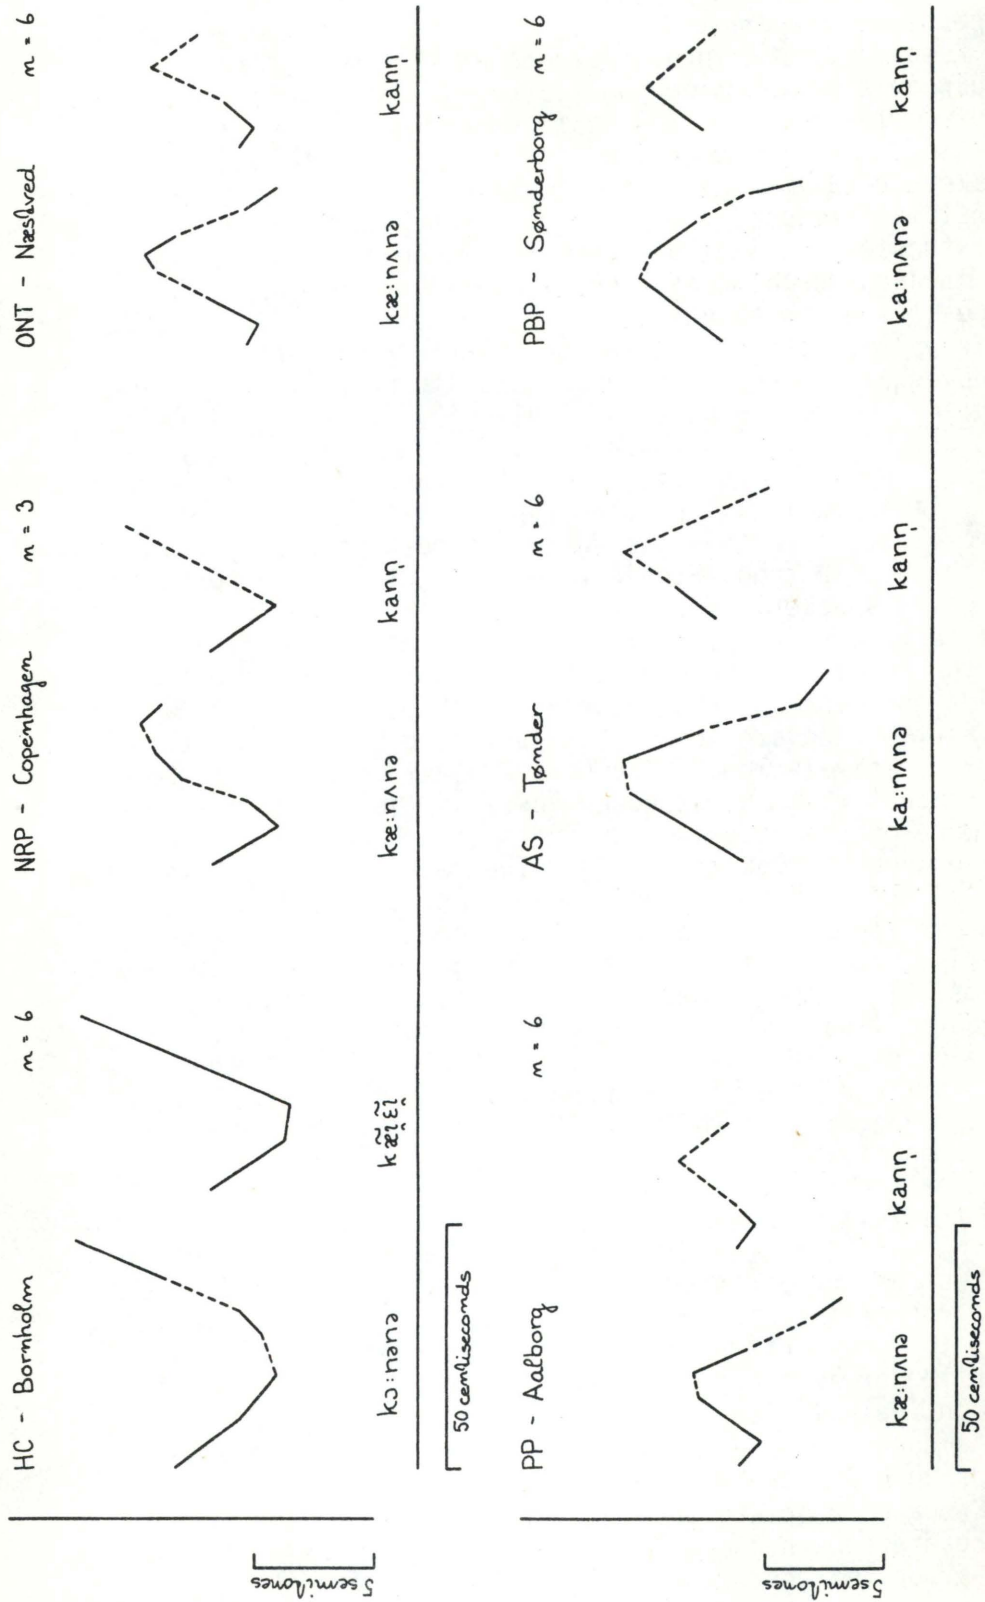 HC - Bornholm m = 6
NRP - Copenhagen m = 3
ONT - Næstved m = 6
5 semitones
kɔ:nənə kæ̰ḭɛ̰ḭ
kæ:nʌnə kann̩
kæ:nʌnə kann̩
50 centiseconds
PP - Aalborg m = 6
AS - Tønder m = 6
PBP - Sønderborg m = 6
5 semitones
kæ:nʌnə kann̩
ka:nʌnə kann̩
ka:nʌnə kann̩
50 centiseconds